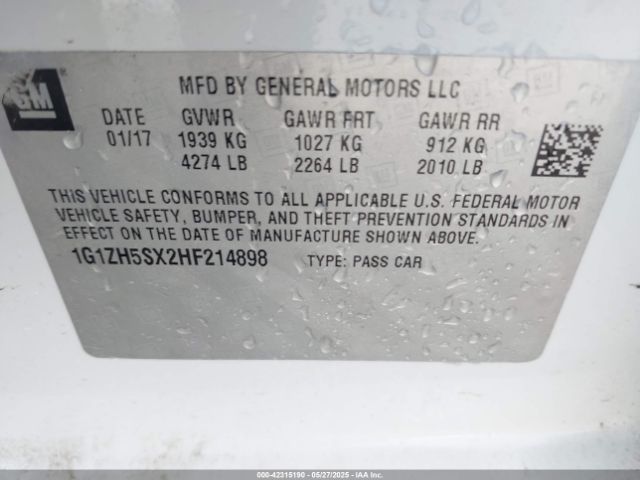 GM
MFD BY GENERAL MOTORS LLC
DATE GVWR GAWR FRT GAWR RR
01/17 1939 KG 1027 KG 912 KG
4274 LB 2264 LB 2010 LB
THIS VEHICLE CONFORMS TO ALL APPLICABLE U.S. FEDERAL MOTOR
VEHICLE SAFETY, BUMPER, AND THEFT PREVENTION STANDARDS IN
EFFECT ON THE DATE OF MANUFACTURE SHOWN ABOVE.
1G1ZH5SX2HF214898 TYPE: PASS CAR
000-42315190 - 05/27/2025 - IAAI.COM